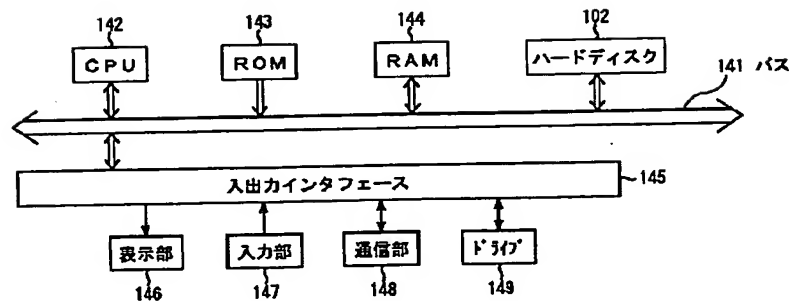 142 143 144 102
CPU ROM RAM ハードディスク
141 バス
入出力インタフェース 145
表示部 入力部 通信部 ドライブ
146 147 148 149